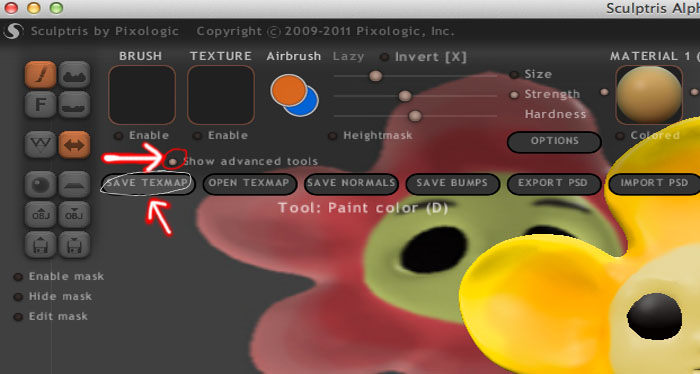 Sculptris Alph
Sculptris by Pixologic Copyright © 2009-2011 Pixologic, Inc.
BRUSH TEXTURE Airbrush Lazy Invert [X] MATERIAL 1 (
Size
Strength
Hardness
F
Enable Enable Heightmask OPTIONS Colored
Show advanced tools
SAVE TEXMAP OPEN TEXMAP SAVE NORMALS SAVE BUMPS EXPORT PSD IMPORT PSD
Tool: Paint color (D)
OBJ OBJ
Enable mask
Hide mask
Edit mask